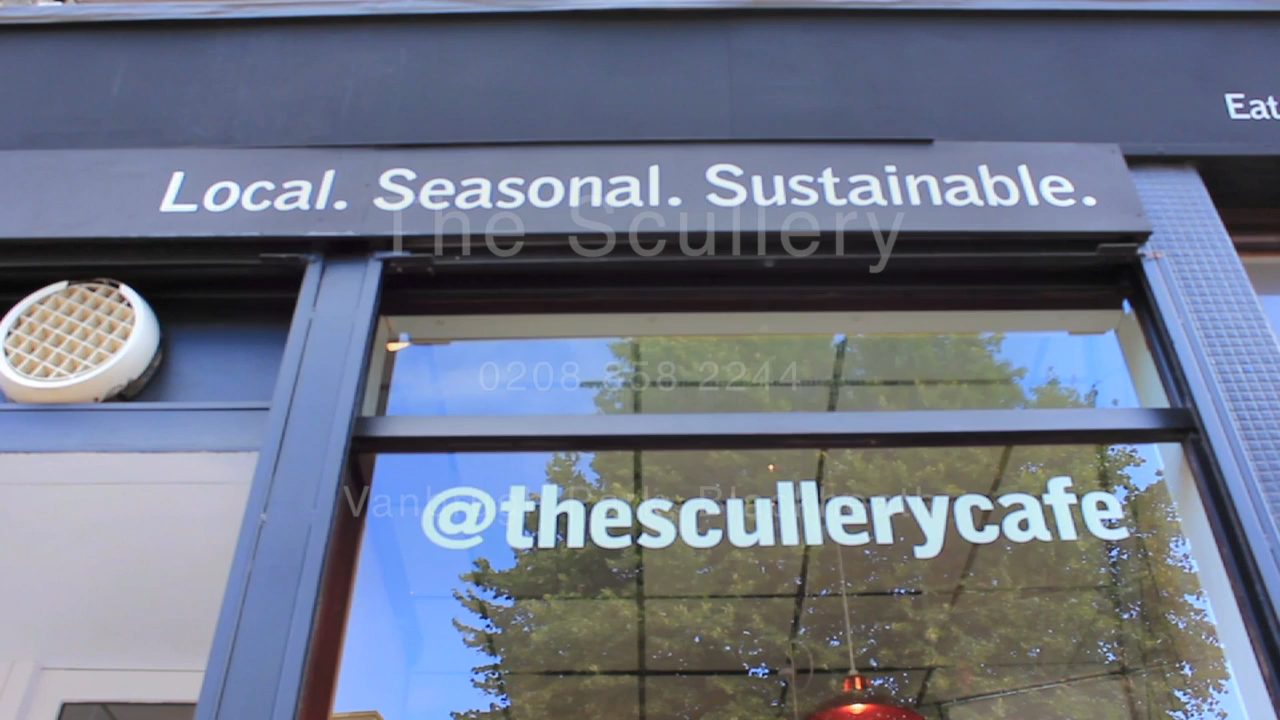 Eat
Local. Seasonal. Sustainable.
The Scullery
0208 858 2244
@thescullerycafe